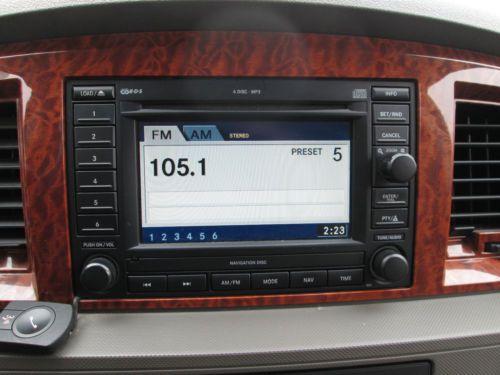 LOAD/ R·D·S 6 DISC · MP3 INFO
1 SET/RND
2 CANCEL
3 ZOOM
4
5 ENTER/
6 PTY/
PUSH ON / VOL TUNE/AUDIO
FM AM STEREO
PRESET 5
105.1
1 2 3 4 5 6 2:23
NAVIGATION DISC
AM/FM MODE NAV TIME